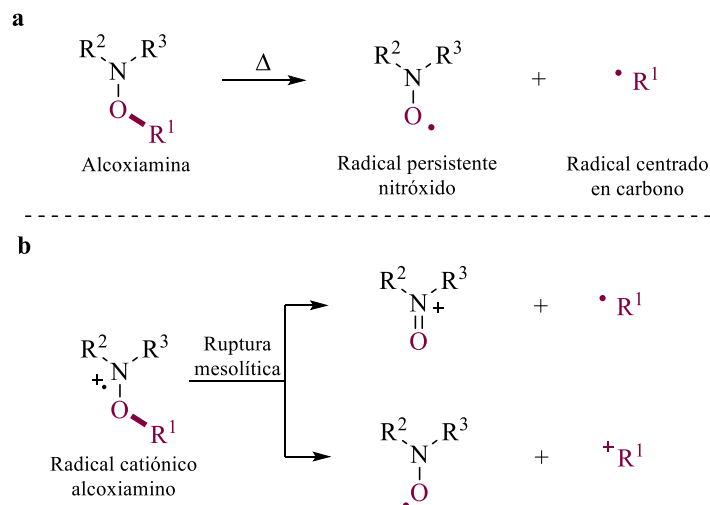 a
R² R³
N
O
R¹
Alcoxiamina
Δ
R² R³
N
O•
Radical persistente
nitróxido
+
•R¹
Radical centrado
en carbono
b
R² R³
+• N
O
R¹
Radical catiónico
alcoxiamino
Ruptura
mesolítica
R² R³
N+
O
+
•R¹
R² R³
N
O•
+
+R¹